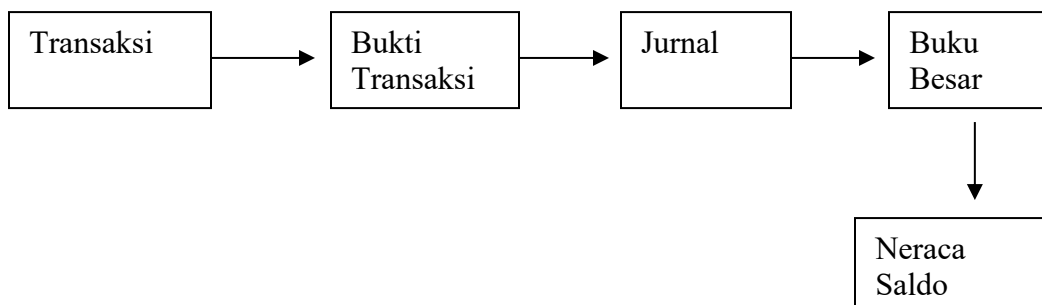 Transaksi
Bukti
Transaksi
Jurnal
Buku
Besar
Neraca
Saldo